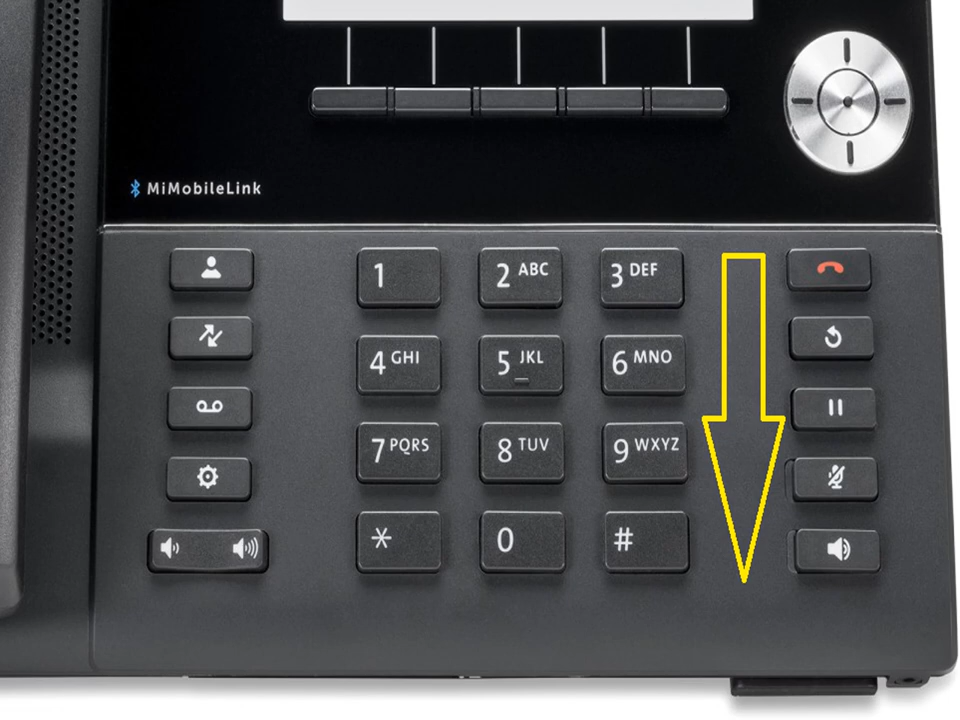 MiMobileLink
1 2 ABC 3 DEF
4 GHI 5 JKL 6 MNO
7 PQRS 8 TUV 9 WXYZ
* 0 #